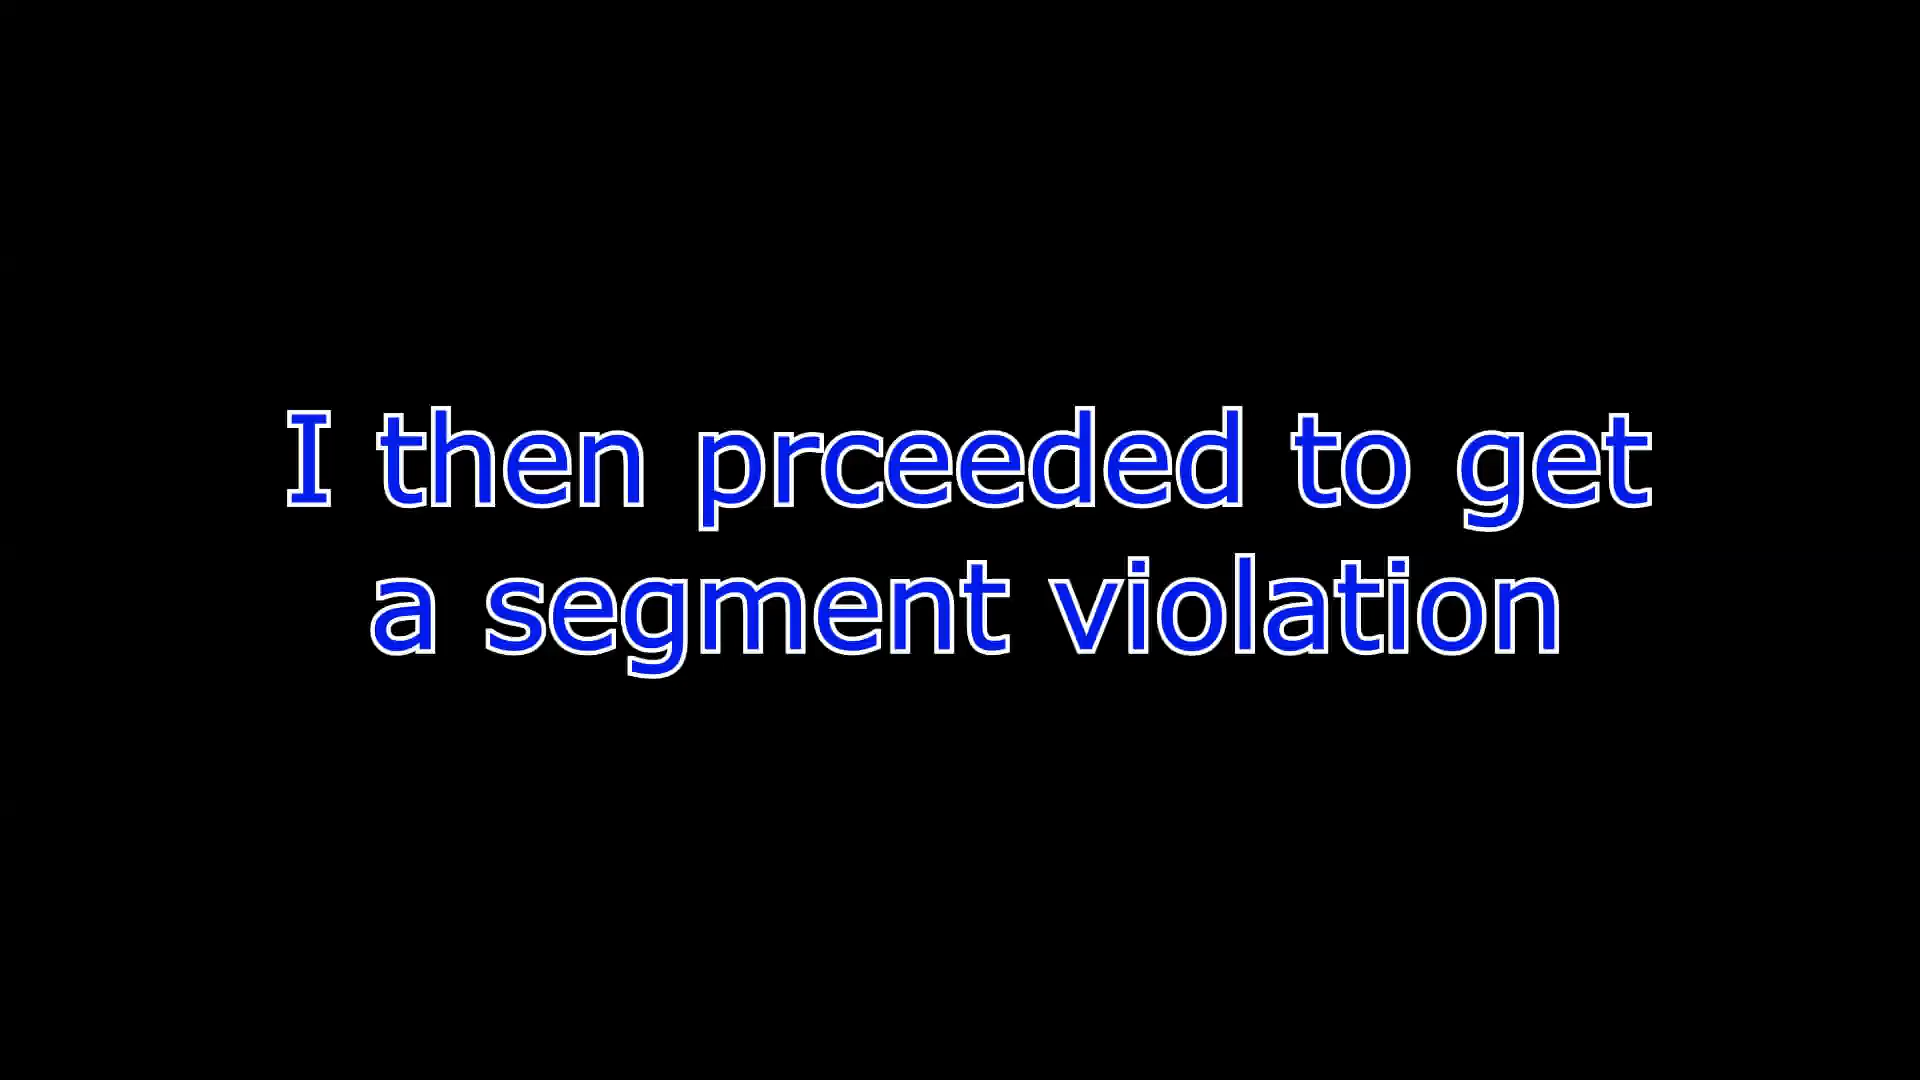 I then prceeded to get
a segment violation